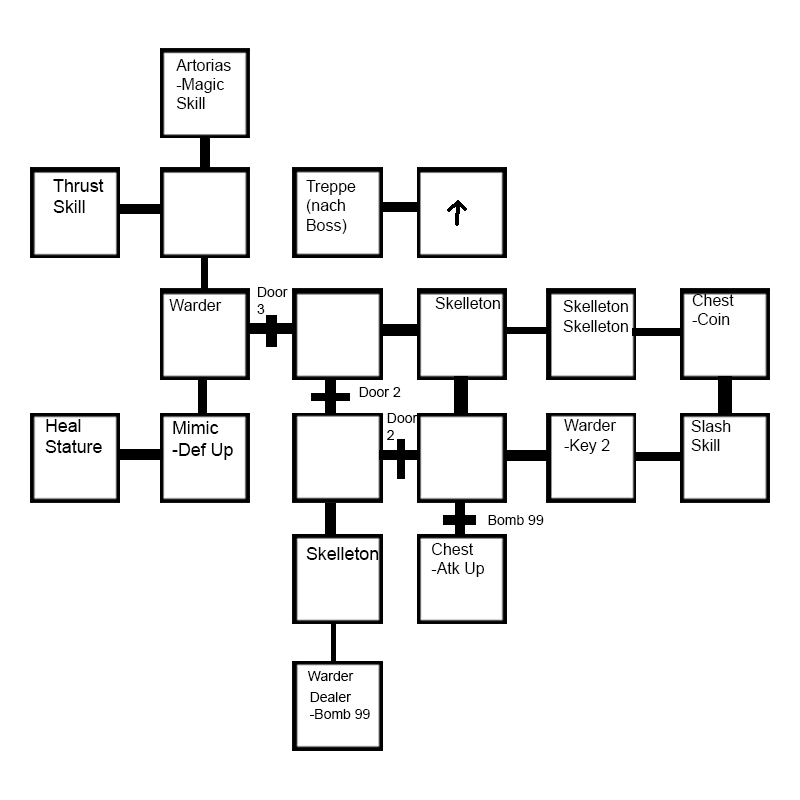 Artorias
-Magic
Skill
Thrust
Skill
Treppe
(nach
Boss)
Warder
Door
3
Skelleton
Skelleton
Skelleton
Chest
-Coin
Door 2
Heal
Stature
Mimic
-Def Up
Door
2
Warder
-Key 2
Slash
Skill
Bomb 99
Skelleton
Chest
-Atk Up
Warder
Dealer
-Bomb 99